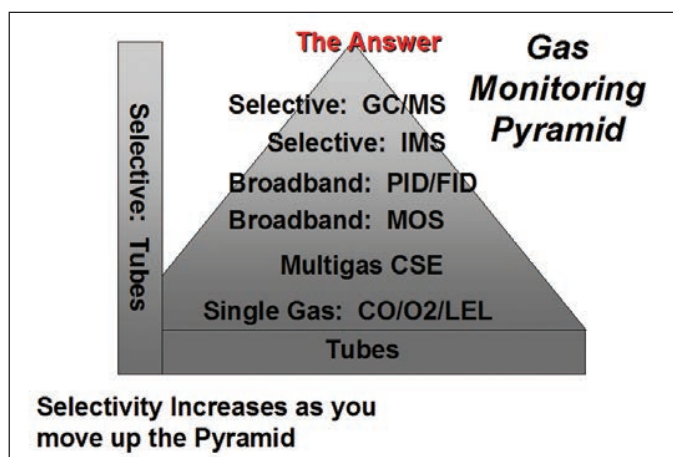 The Answer
Gas
Monitoring
Pyramid
Selective: GC/MS
Selective: IMS
Broadband: PID/FID
Broadband: MOS
Multigas CSE
Single Gas: CO/O2/LEL
Tubes
Selective: Tubes
Selectivity Increases as you
move up the Pyramid